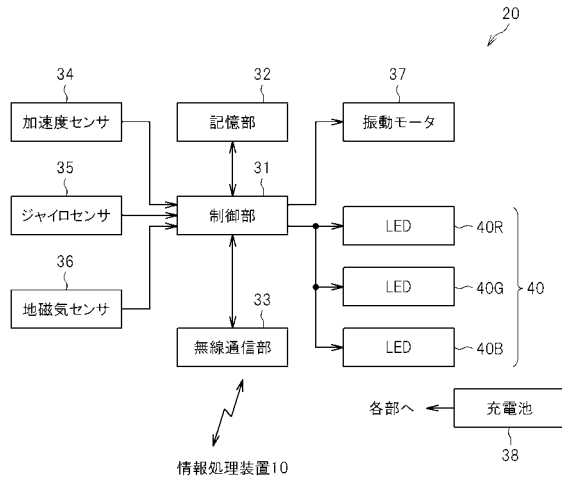 20
34
32
37
加速度センサ
記憶部
振動モータ
35
31
ジャイロセンサ
制御部
LED
40R
36
地磁気センサ
LED
40G
40
33
無線通信部
LED
40B
各部へ
充電池
38
情報処理装置10